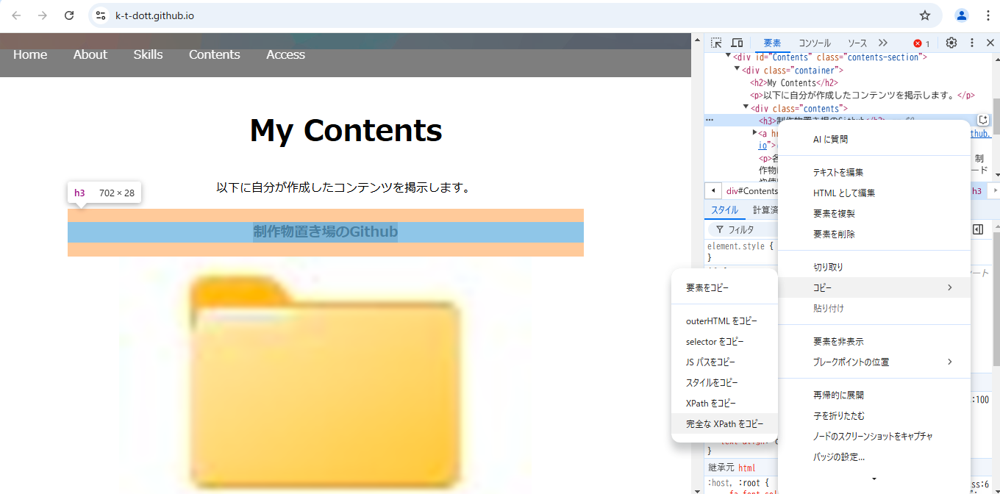 k-t-dott.github.io
Home About Skills Contents Access
My Contents
以下に自分が作成したコンテンツを掲示します。
h3 702 × 28
制作物置き場のGithub
要素 コンソール ソース 1
<div id="Contents" class="contents-section">
<div class="container">
<h2>My Contents</h2>
<p>以下に自分が作成したコンテンツを掲示します。</p>
<div class="contents">
<h3>制作物置き場のGithub</h3>
<a hr
thub.
io">
<p>各
制
作物
ード
div#Contents
h3
スタイル 計算済
フィルタ
element.style {
}
ート
:100
}
継承元 html
:host, :root {
ss:6
AI に質問
テキストを編集
HTML として編集
要素を複製
要素を削除
切り取り
コピー
貼り付け
要素を非表示
ブレークポイントの位置
再帰的に展開
子を折りたたむ
ノードのスクリーンショットをキャプチャ
バッジの設定...
要素をコピー
outerHTML をコピー
selector をコピー
JS パスをコピー
スタイルをコピー
XPath をコピー
完全な XPath をコピー